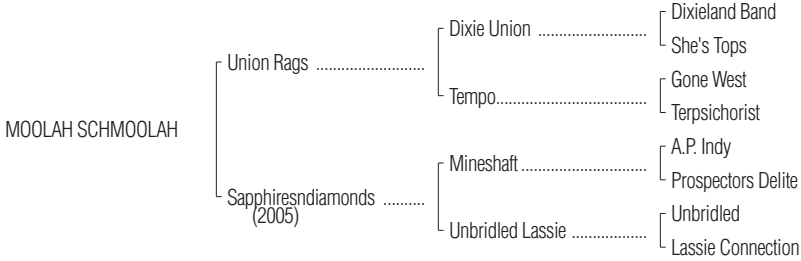 Dixieland Band
Dixie Union ..........................
She's Tops
Union Rags ..........................
Gone West
Tempo....................................
Terpsichorist
MOOLAH SCHMOOLAH
A.P. Indy
Mineshaft..............................
Prospectors Delite
Sapphiresndiamonds ..........
(2005)
Unbridled
Unbridled Lassie ..................
Lassie Connection